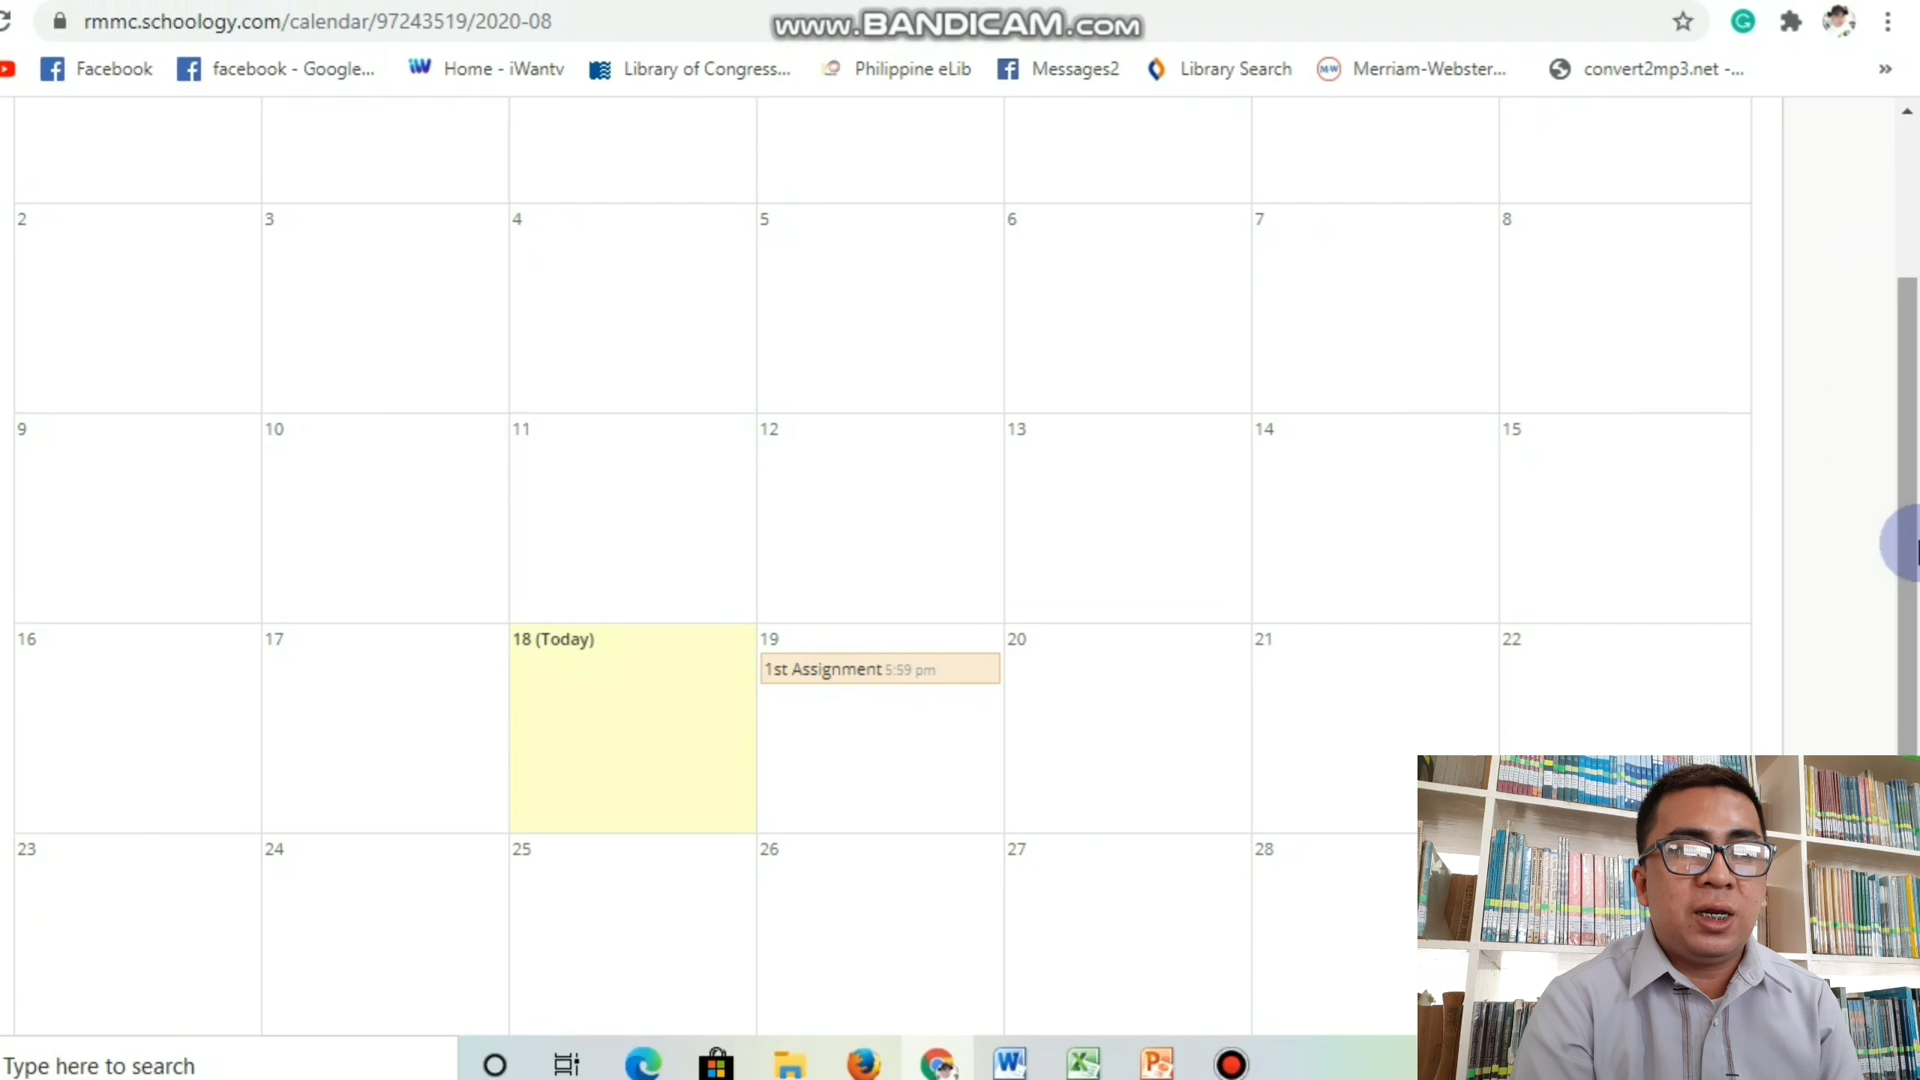 rmmc.schoology.com/calendar/97243519/2020-08
www.BANDICAM.com
Facebook
facebook - Google...
Home - iWantv
Library of Congress...
Philippine eLib
Messages2
Library Search
Merriam-Webster...
convert2mp3.net -...
2 3 4 5 6 7 8
9 10 11 12 13 14 15
16 17 18 (Today) 19 20 21 22
1st Assignment 5:59 pm
23 24 25 26 27 28
Type here to search